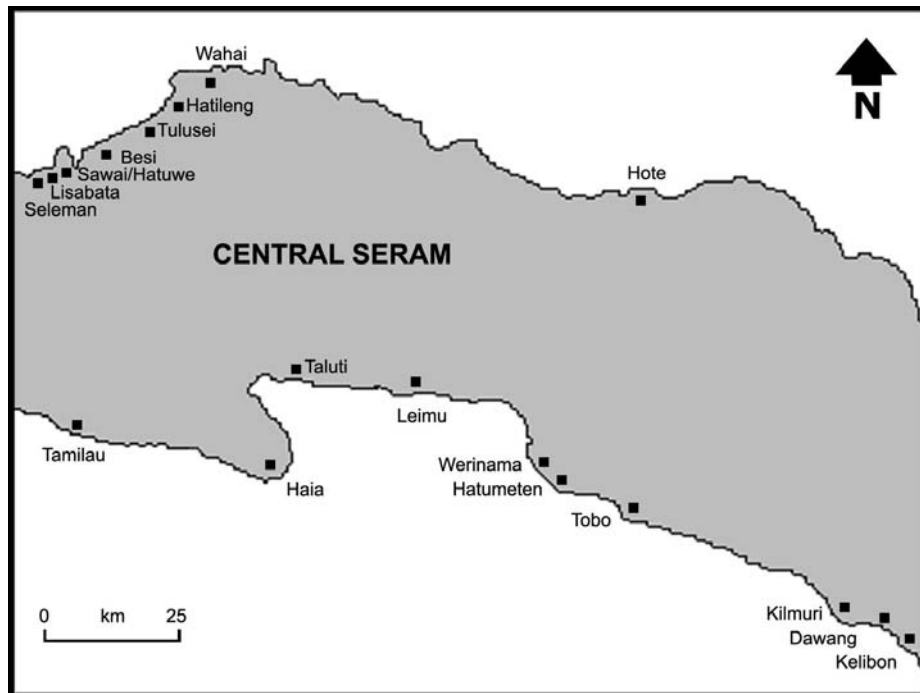 Wahai
Hatileng
Tulusei
Besi
Sawai/Hatuwe
Lisabata
Seleman
Hote
N
CENTRAL SERAM
Taluti
Leimu
Tamilau
Haia
Werinama
Hatumeten
Tobo
Kilmuri
Dawang
Kelibon
0 km 25